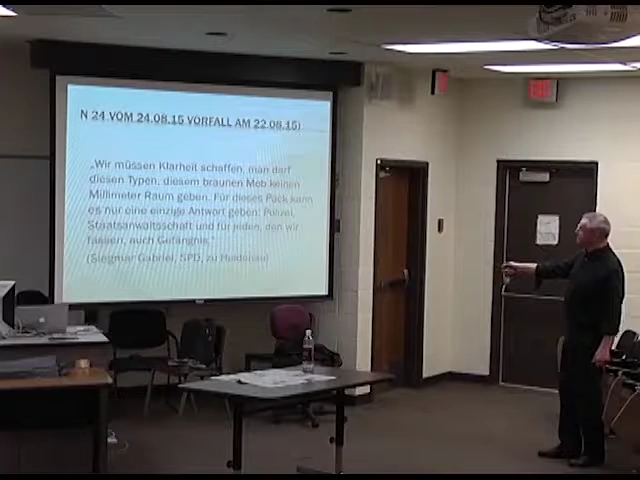 N 24 VOM 24.08.15 VORFALL AM 22.08.15)
„Wir müssen Klarheit schaffen, man darf
diesen Typen, diesem braunen Mob keinen
Millimeter Raum geben. Für dieses Pack kann
es nur eine einzige Antwort geben: Polizei,
Staatsanwaltschaft und für jeden, den wir
fassen, auch Gefängnis."
(Siegmar Gabriel, SPD, zu Heidenau)
EXIT